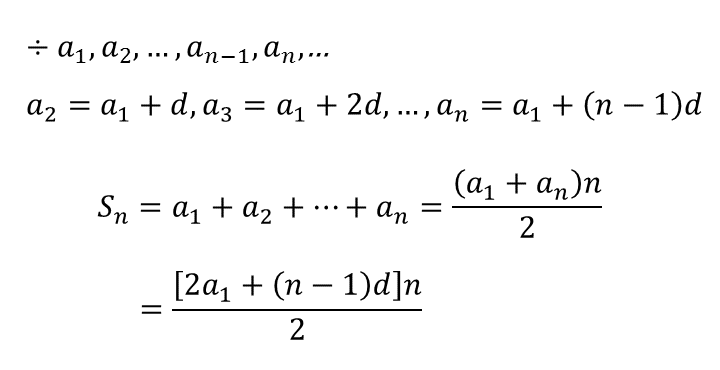 ÷ a₁, a₂, …, aₙ₋₁, aₙ, …
a₂ = a₁ + d, a₃ = a₁ + 2d, …, aₙ = a₁ + (n − 1)d
Sₙ = a₁ + a₂ + ⋯ + aₙ = (a₁ + aₙ)n / 2
= [2a₁ + (n − 1)d]n / 2